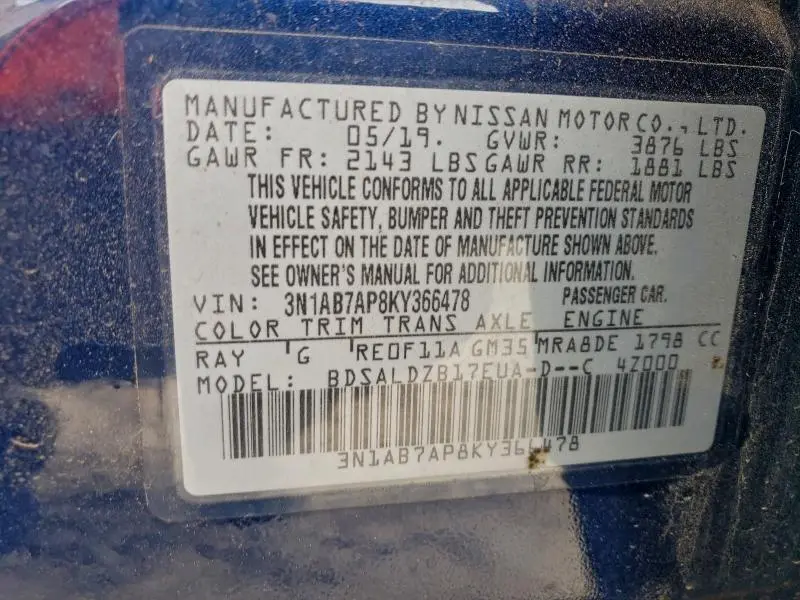 MANUFACTURED BY NISSAN MOTOR CO., LTD.
DATE: 05/19. GVWR: 3876 LBS
GAWR FR: 2143 LBS GAWR RR: 1881 LBS
THIS VEHICLE CONFORMS TO ALL APPLICABLE FEDERAL MOTOR
VEHICLE SAFETY, BUMPER AND THEFT PREVENTION STANDARDS
IN EFFECT ON THE DATE OF MANUFACTURE SHOWN ABOVE.
SEE OWNER'S MANUAL FOR ADDITIONAL INFORMATION.
VIN: 3N1AB7AP8KY366478 PASSENGER CAR.
COLOR TRIM TRANS AXLE ENGINE
RAY G RE0F11A GM35 MRA8DE 1798 CC
MODEL: BDSALDZB17EUA-D--C 4Z000
3N1AB7AP8KY366478